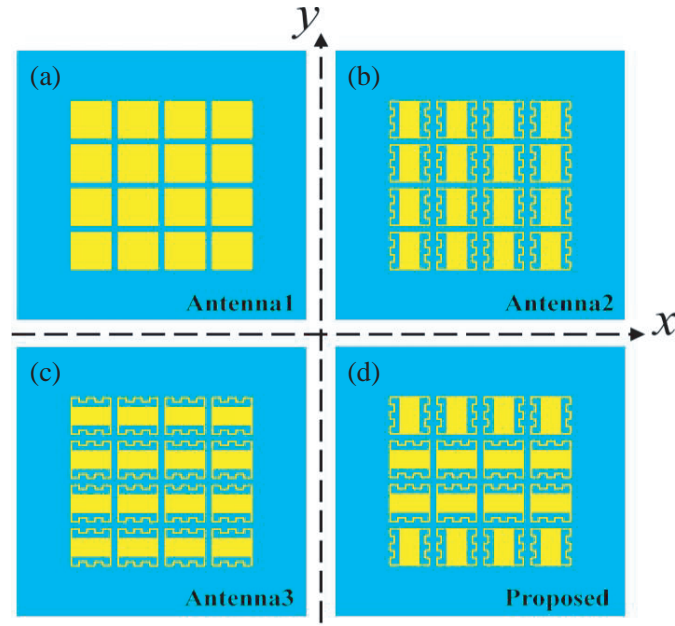 y
(a)
(b)
Antenna1
Antenna2
x
(c)
(d)
Antenna3
Proposed